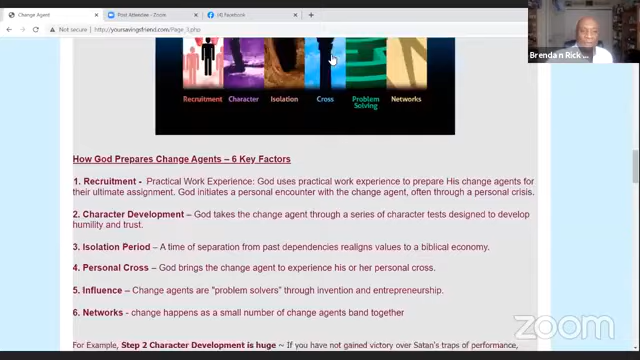 Change Agent
Post Attendee - Zoom
(4) Facebook
Not secure | http://yoursavingsfriend.com/Page_3.php
Brendan Rick
Recruitment Character Isolation Cross Problem Solving Networks
How God Prepares Change Agents – 6 Key Factors
1. Recruitment - Practical Work Experience: God uses practical work experience to prepare His change agents for
their ultimate assignment. God initiates a personal encounter with the change agent, often through a personal crisis.
2. Character Development – God takes the change agent through a series of character tests designed to develop
humility and trust.
3. Isolation Period – A time of separation from past dependencies realigns values to a biblical economy.
4. Personal Cross – God brings the change agent to experience his or her personal cross.
5. Influence – Change agents are "problem solvers" through invention and entrepreneurship.
6. Networks - change happens as a small number of change agents band together
zoom
For Example, Step 2 Character Development is huge ~ If you have not gained victory over Satan's traps of performance,